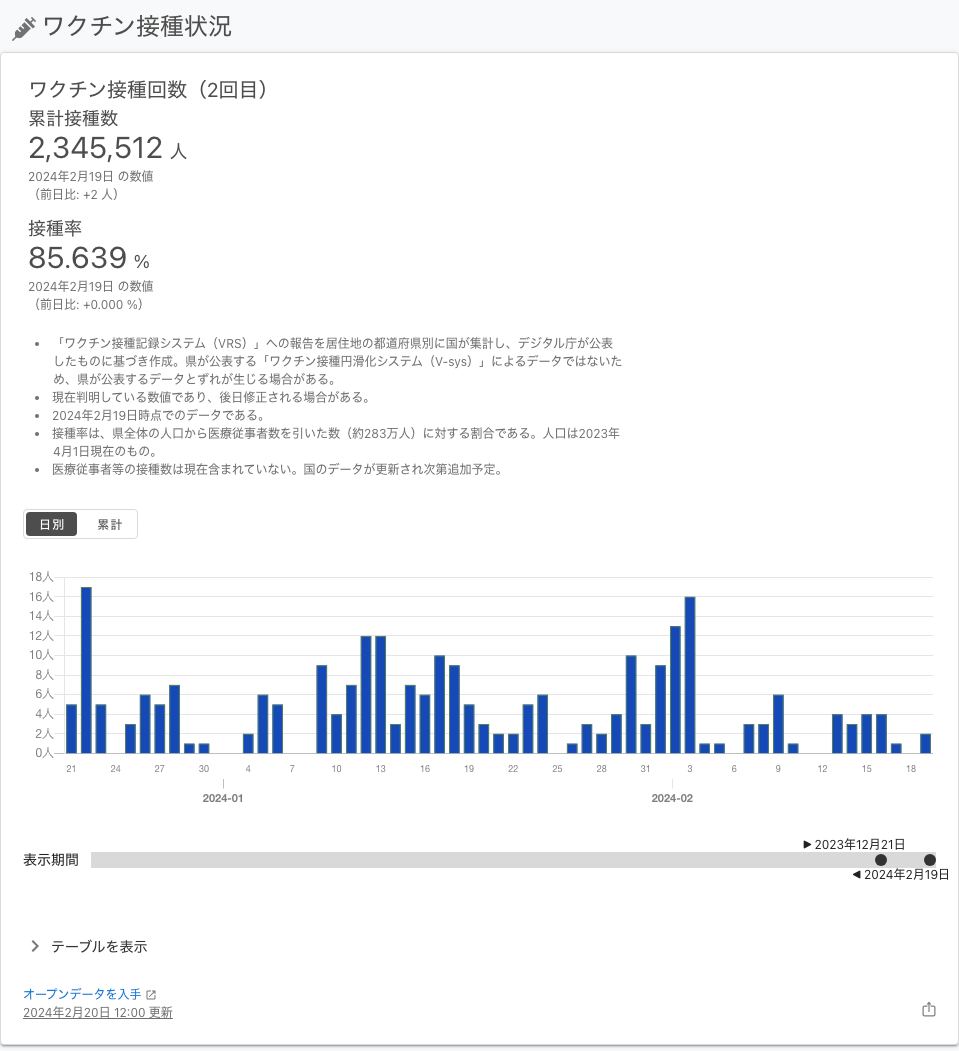 ワクチン接種状況
ワクチン接種回数（2回目）
累計接種数
2,345,512 人
2024年2月19日 の数値
（前日比: +2 人）
接種率
85.639 %
2024年2月19日 の数値
（前日比: +0.000 %）
• 「ワクチン接種記録システム（VRS）」への報告を居住地の都道府県別に国が集計し、デジタル庁が公表
したものに基づき作成。県が公表する「ワクチン接種円滑化システム（V-sys）」によるデータではないた
め、県が公表するデータとずれが生じる場合がある。
• 現在判明している数値であり、後日修正される場合がある。
• 2024年2月19日時点でのデータである。
• 接種率は、県全体の人口から医療従事者数を引いた数（約283万人）に対する割合である。人口は2023年
4月1日現在のもの。
• 医療従事者等の接種数は現在含まれていない。国のデータが更新され次第追加予定。
日別 累計
18人
16人
14人
12人
10人
8人
6人
4人
2人
0人
21 24 27 30 4 7 10 13 16 19 22 25 28 31 3 6 9 12 15 18
2024-01 2024-02
▶ 2023年12月21日
表示期間
◀ 2024年2月19日
テーブルを表示
オープンデータを入手
2024年2月20日 12:00 更新